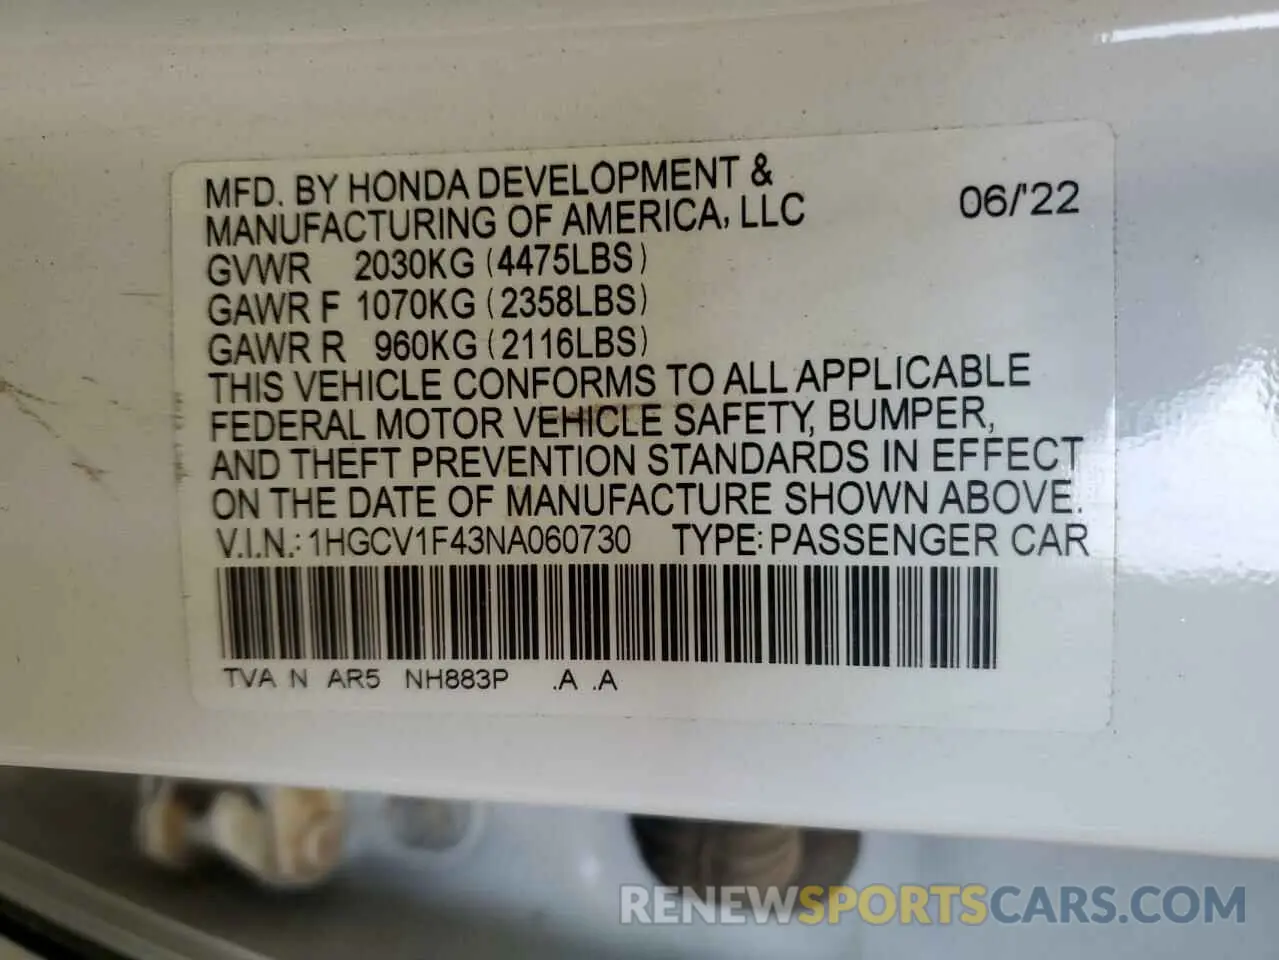 MFD. BY HONDA DEVELOPMENT &
MANUFACTURING OF AMERICA, LLC 06/'22
GVWR 2030KG (4475LBS)
GAWR F 1070KG (2358LBS)
GAWR R 960KG (2116LBS)
THIS VEHICLE CONFORMS TO ALL APPLICABLE
FEDERAL MOTOR VEHICLE SAFETY, BUMPER,
AND THEFT PREVENTION STANDARDS IN EFFECT
ON THE DATE OF MANUFACTURE SHOWN ABOVE.
V.I.N.: 1HGCV1F43NA060730 TYPE: PASSENGER CAR
TVA N AR5 NH883P .A .A
RENEWSPORTSCARS.COM